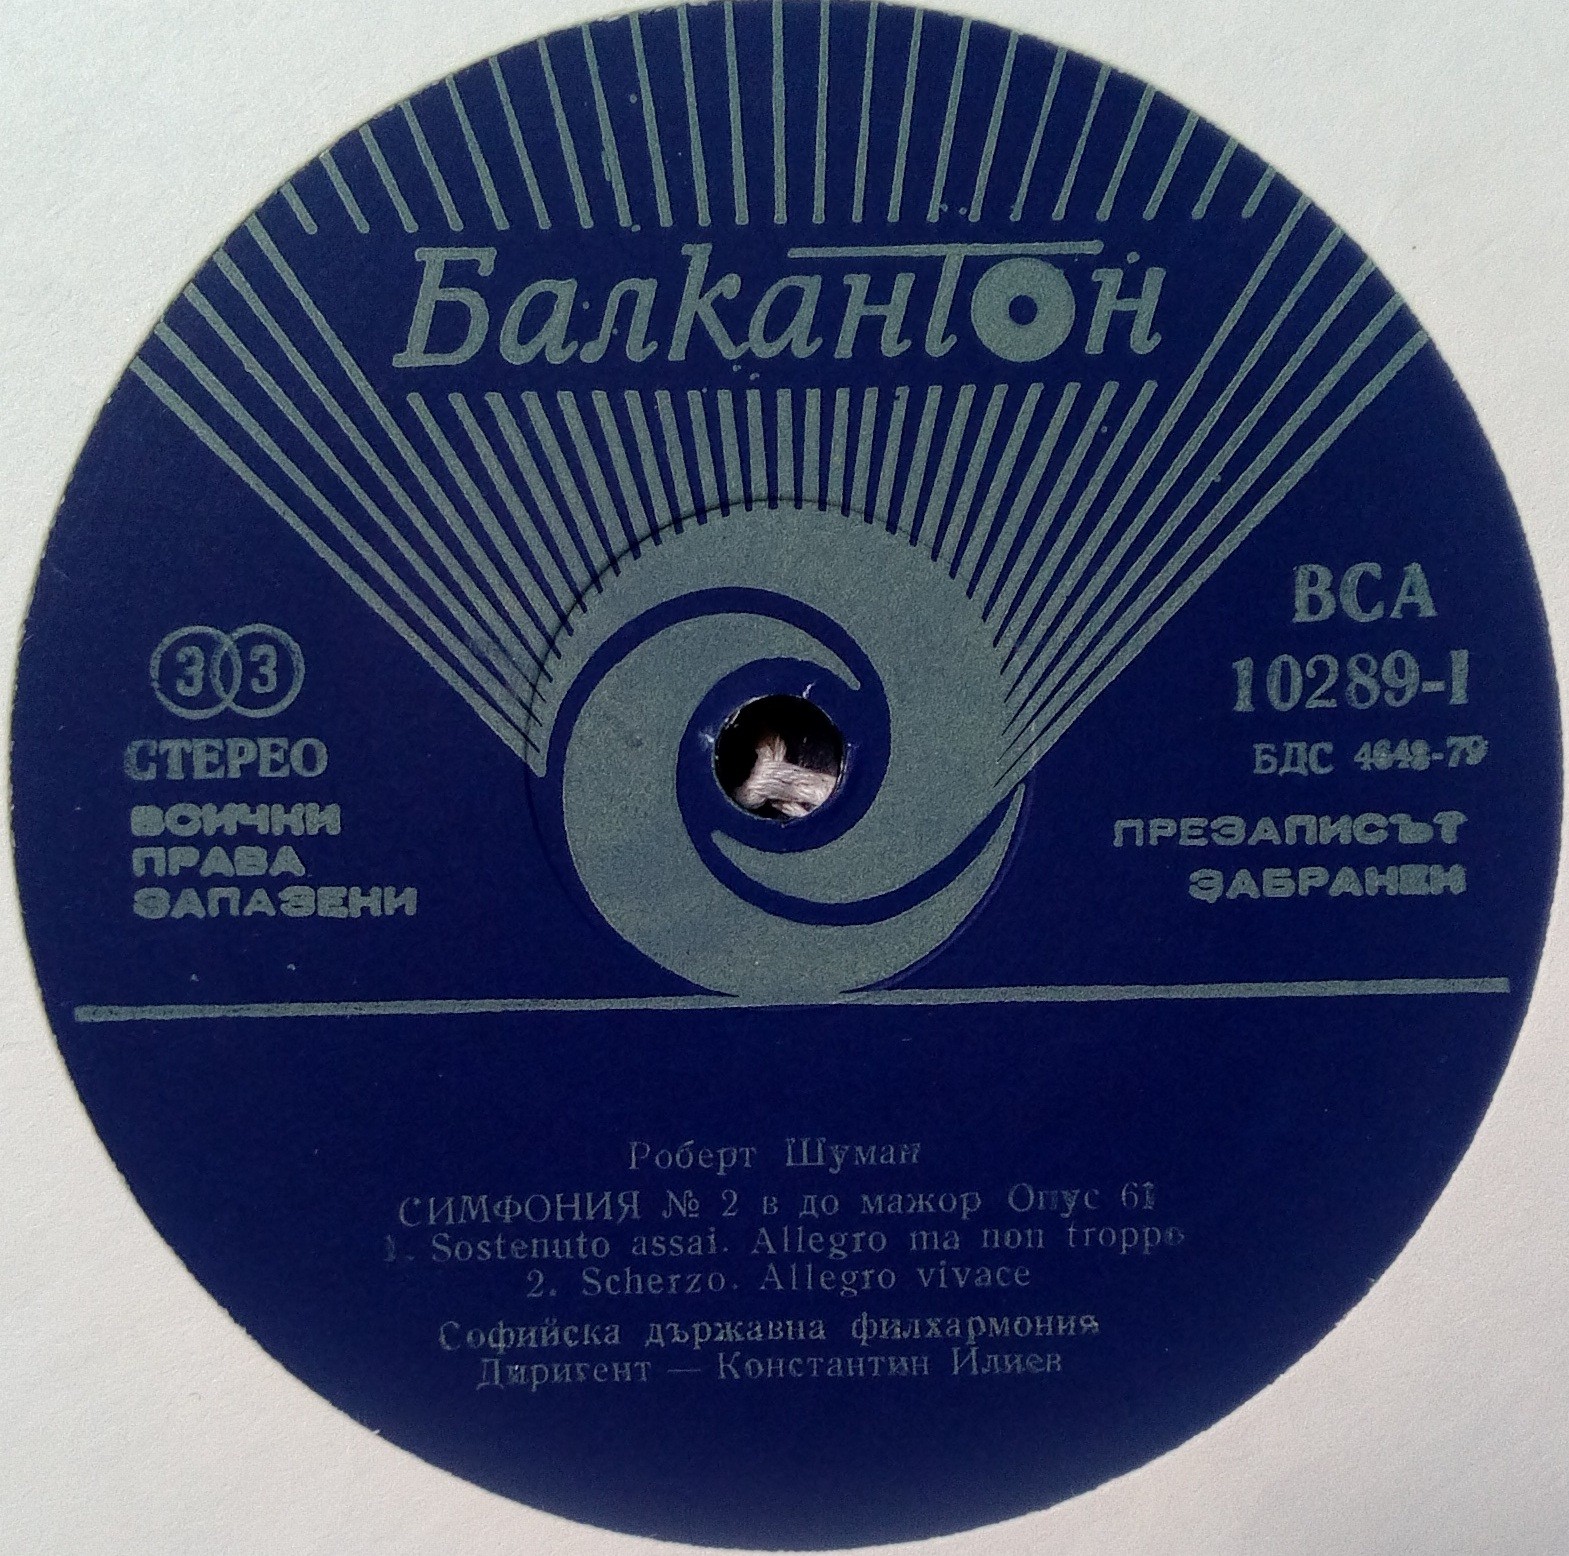 Балкантон
33
СТЕРЕО
ВСИЧКИ
ПРАВА
ЗАПАЗЕНИ
ВСА
10289-I
БДС 4642-79
ПРЕЗАПИСЪТ
ЗАБРАНЕН
Роберт Шуман
СИМФОНИЯ № 2 в до мажор Опус 61
1. Sostenuto assai. Allegro ma non troppo
2. Scherzo. Allegro vivace
Софийска държавна филхармония
Диригент — Константин Илиев